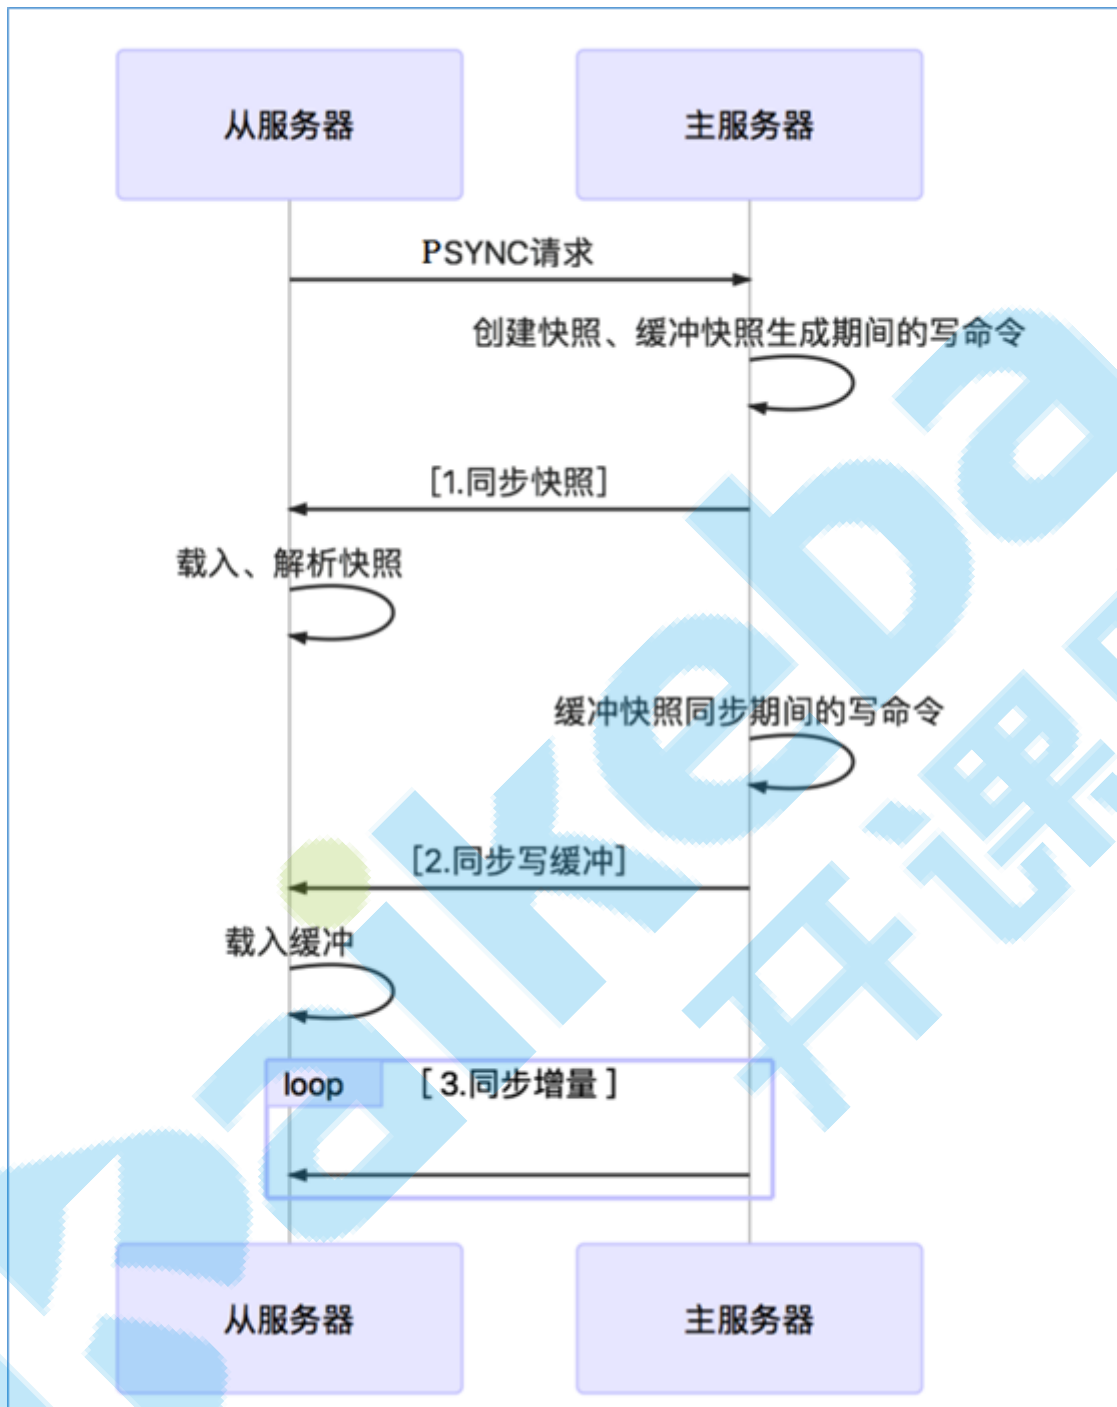 从服务器
主服务器
PSYNC请求
创建快照、缓冲快照生成期间的写命令
[1.同步快照]
载入、解析快照
缓冲快照同步期间的写命令
[2.同步写缓冲]
载入缓冲
loop
[ 3.同步增量 ]
从服务器
主服务器
Kaikeba
开课吧